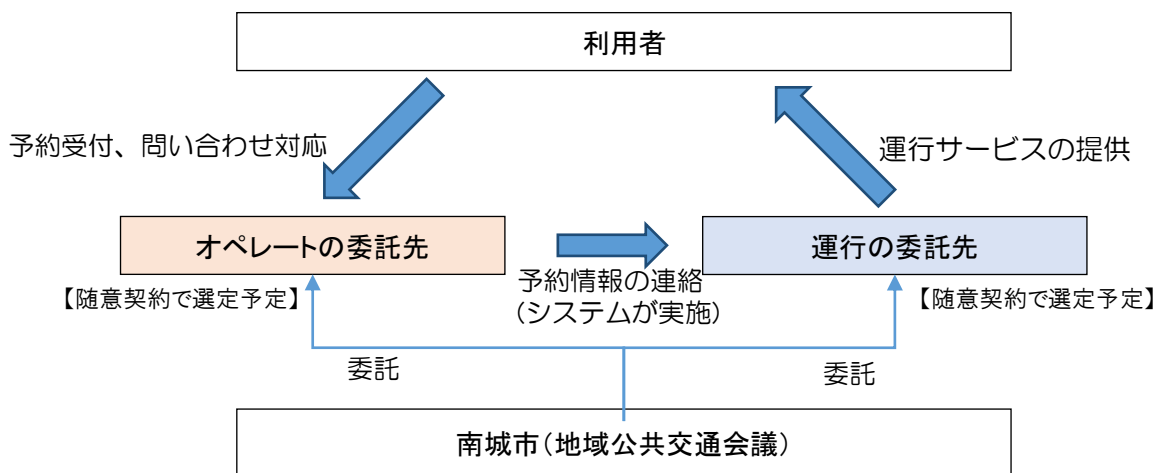 利用者
予約受付、問い合わせ対応
運行サービスの提供
オペレートの委託先
運行の委託先
【随意契約で選定予定】
予約情報の連絡
(システムが実施)
【随意契約で選定予定】
委託
委託
南城市(地域公共交通会議)